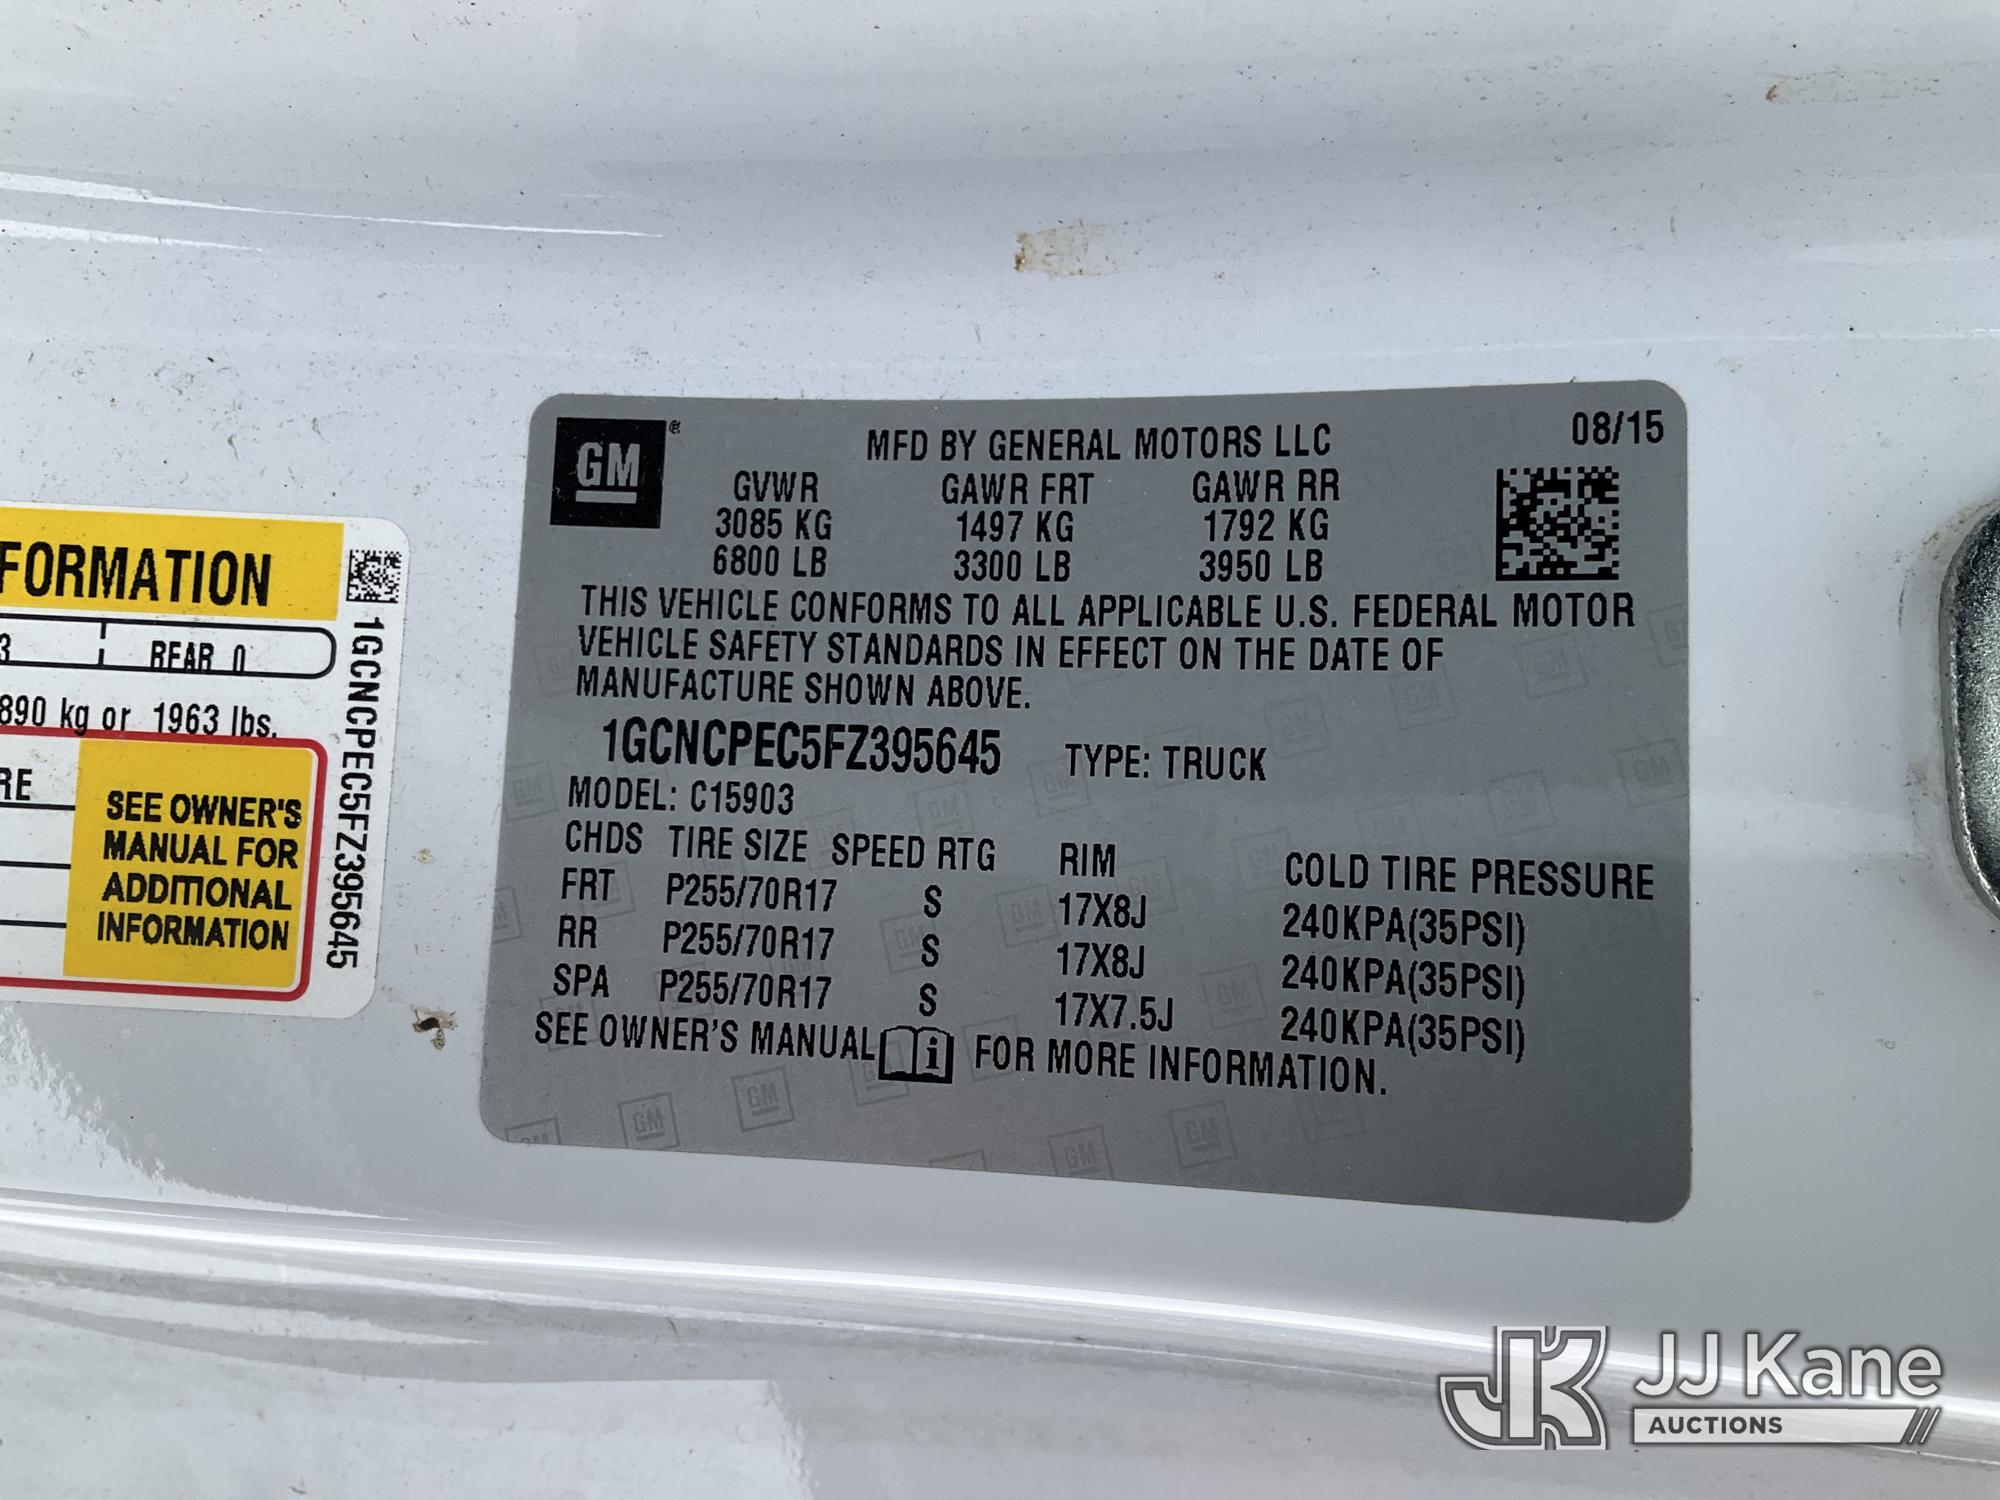 FORMATION
3 REAR 0
890 kg or 1963 lbs.
RE
SEE OWNER'S
MANUAL FOR
ADDITIONAL
INFORMATION
1GCNCPEC5FZ395645
GM ®
MFD BY GENERAL MOTORS LLC 08/15
GVWR GAWR FRT GAWR RR
3085 KG 1497 KG 1792 KG
6800 LB 3300 LB 3950 LB
THIS VEHICLE CONFORMS TO ALL APPLICABLE U.S. FEDERAL MOTOR
VEHICLE SAFETY STANDARDS IN EFFECT ON THE DATE OF
MANUFACTURE SHOWN ABOVE.
1GCNCPEC5FZ395645 TYPE: TRUCK
MODEL: C15903
CHDS TIRE SIZE SPEED RTG RIM COLD TIRE PRESSURE
FRT P255/70R17 S 17X8J 240KPA(35PSI)
RR P255/70R17 S 17X8J 240KPA(35PSI)
SPA P255/70R17 S 17X7.5J 240KPA(35PSI)
SEE OWNER'S MANUAL i FOR MORE INFORMATION.
JK JJ Kane
AUCTIONS